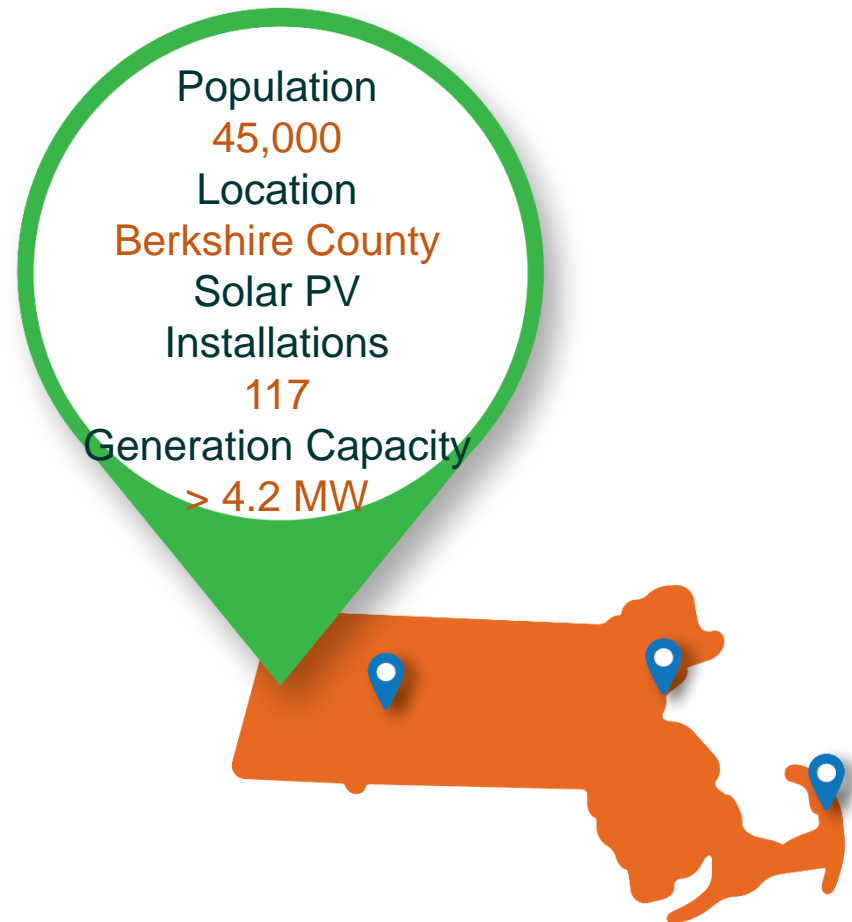 Population
45,000
Location
Berkshire County
Solar PV
Installations
117
Generation Capacity
> 4.2 MW